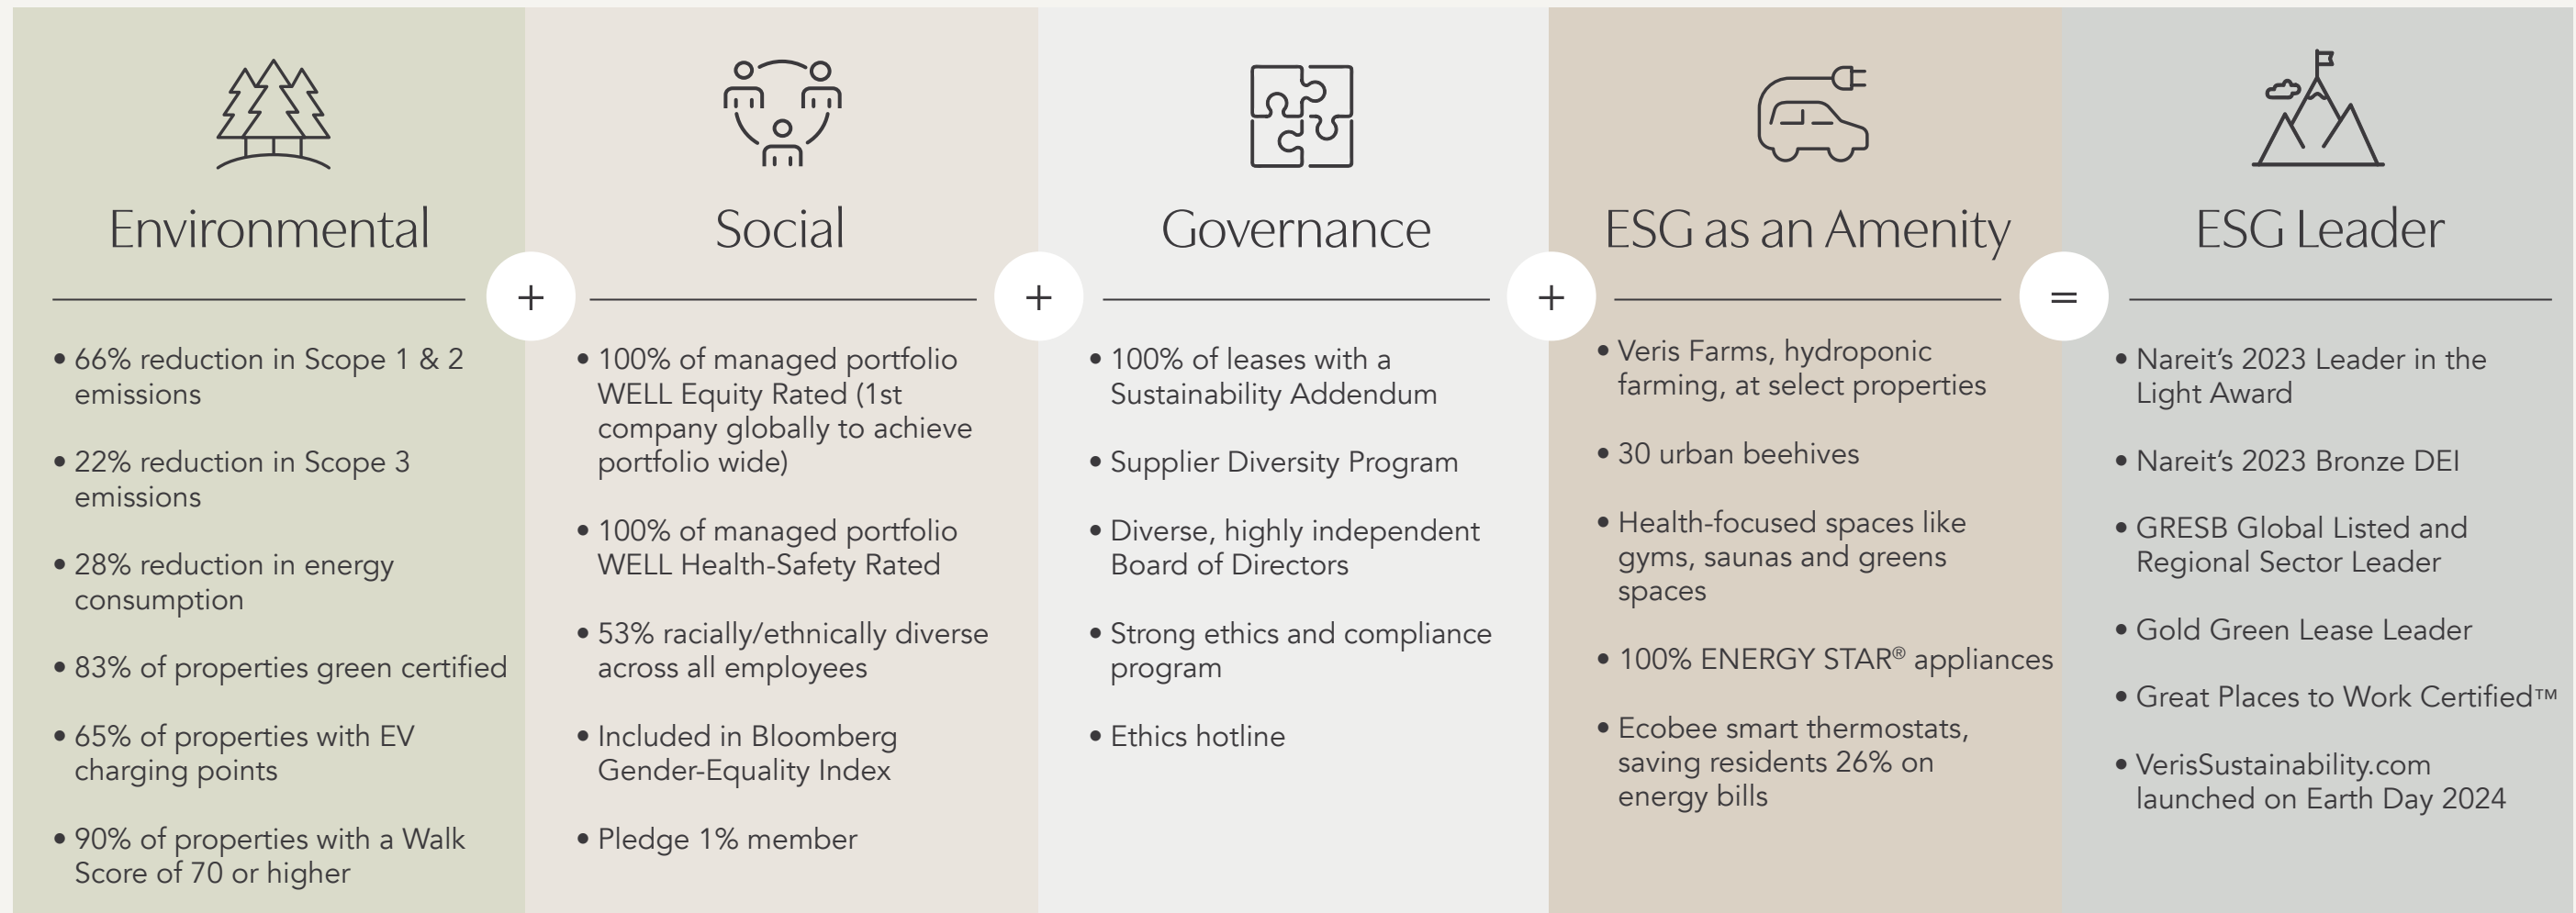 Environmental
• 66% reduction in Scope 1 & 2
emissions
• 22% reduction in Scope 3
emissions
• 28% reduction in energy
consumption
• 83% of properties green certified
• 65% of properties with EV
charging points
• 90% of properties with a Walk
Score of 70 or higher
+
Social
• 100% of managed portfolio
WELL Equity Rated (1st
company globally to achieve
portfolio wide)
• 100% of managed portfolio
WELL Health-Safety Rated
• 53% racially/ethnically diverse
across all employees
• Included in Bloomberg
Gender-Equality Index
• Pledge 1% member
+
Governance
• 100% of leases with a
Sustainability Addendum
• Supplier Diversity Program
• Diverse, highly independent
Board of Directors
• Strong ethics and compliance
program
• Ethics hotline
+
ESG as an Amenity
• Veris Farms, hydroponic
farming, at select properties
• 30 urban beehives
• Health-focused spaces like
gyms, saunas and greens
spaces
• 100% ENERGY STAR® appliances
• Ecobee smart thermostats,
saving residents 26% on
energy bills
=
ESG Leader
• Nareit’s 2023 Leader in the
Light Award
• Nareit’s 2023 Bronze DEI
• GRESB Global Listed and
Regional Sector Leader
• Gold Green Lease Leader
• Great Places to Work Certified™
• VerisSustainability.com
launched on Earth Day 2024